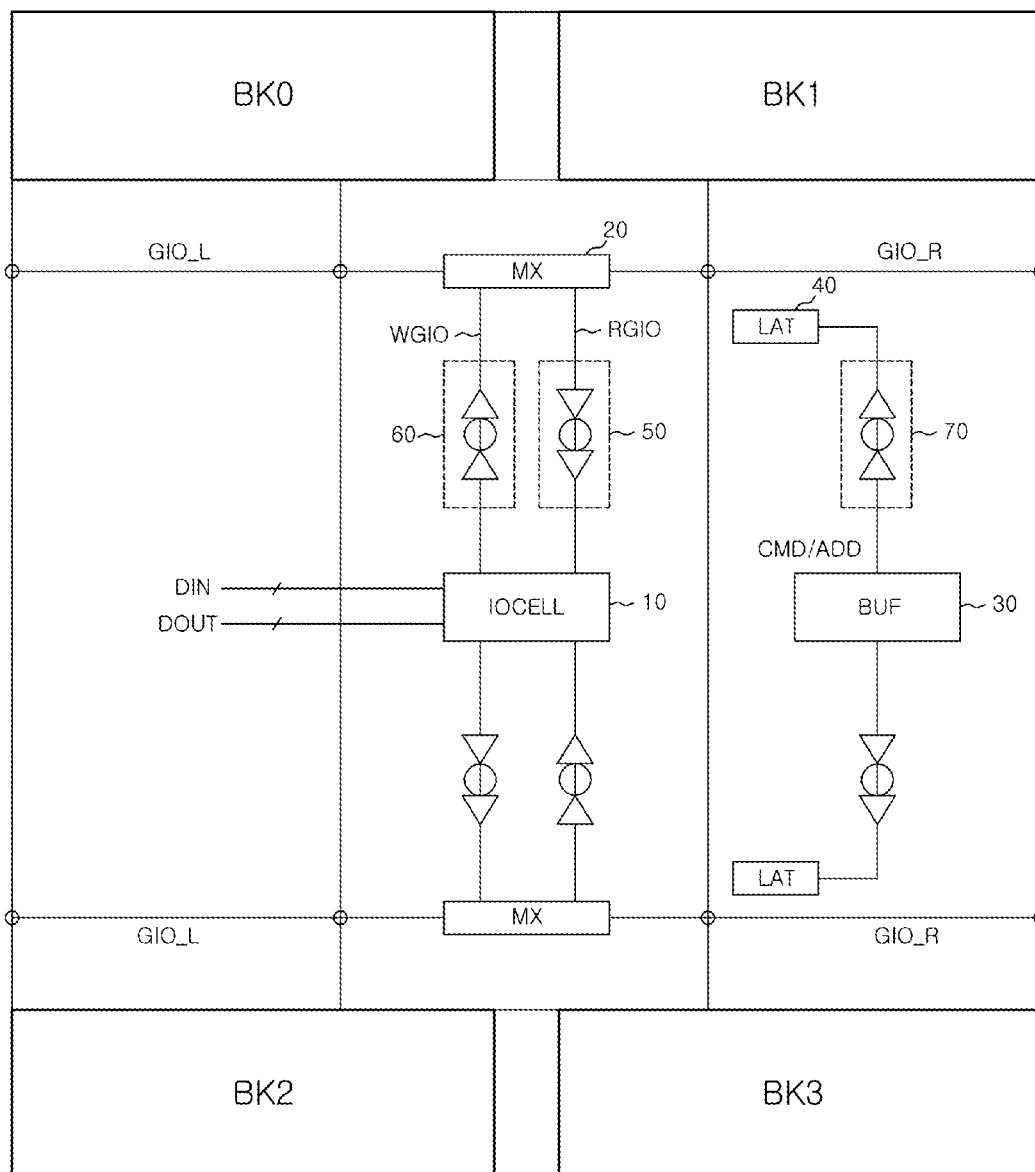 BK0 BK1
20
GIO_L MX GIO_R
40
WGIO RGIO LAT
60 50 70
CMD/ADD
DIN IOCELL 10 BUF 30
DOUT
LAT
MX
GIO_L GIO_R
BK2 BK3